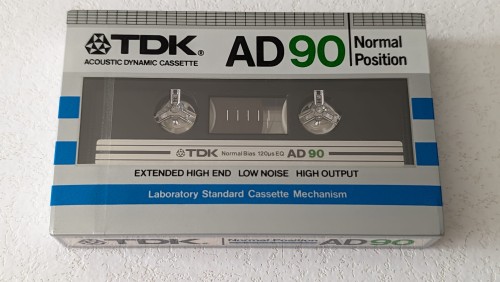 TDK® AD 90 Normal Position
ACOUSTIC DYNAMIC CASSETTE
TDK Normal Bias 120μs EQ AD 90
EXTENDED HIGH END LOW NOISE HIGH OUTPUT
Laboratory Standard Cassette Mechanism
TDK® Normal Position AD 90